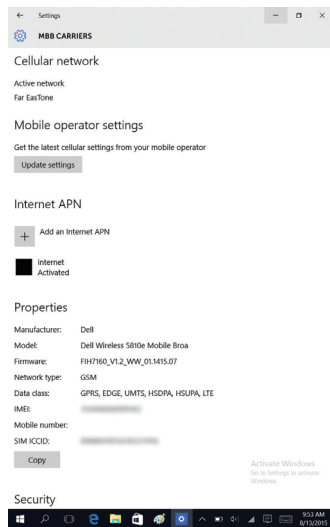 Settings
MBB CARRIERS
Cellular network
Active network
Far EasTone
Mobile operator settings
Get the latest cellular settings from your mobile operator
Update settings
Internet APN
Add an Internet APN
internet
Activated
Properties
Manufacturer: Dell
Model: Dell Wireless 5810e Mobile Broa
Firmware: FIH7160_V1.2_WW_01.1415.07
Network type: GSM
Data class: GPRS, EDGE, UMTS, HSDPA, HSUPA, LTE
IMEI:
Mobile number:
SIM ICCID:
Copy
Activate Windows
Go to Settings to activate
Windows.
Security
9:53 AM
8/13/2015